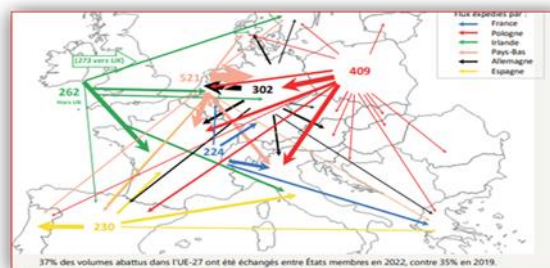 Flux expédiés par :
France
Pologne
Irlande
Pays-Bas
Allemagne
Espagne
(273 vers UK)
521
409
262
Hors UK
302
224
230
37% des volumes abattus dans l'UE-27 ont été échangés entre États membres en 2022, contre 35% en 2019.